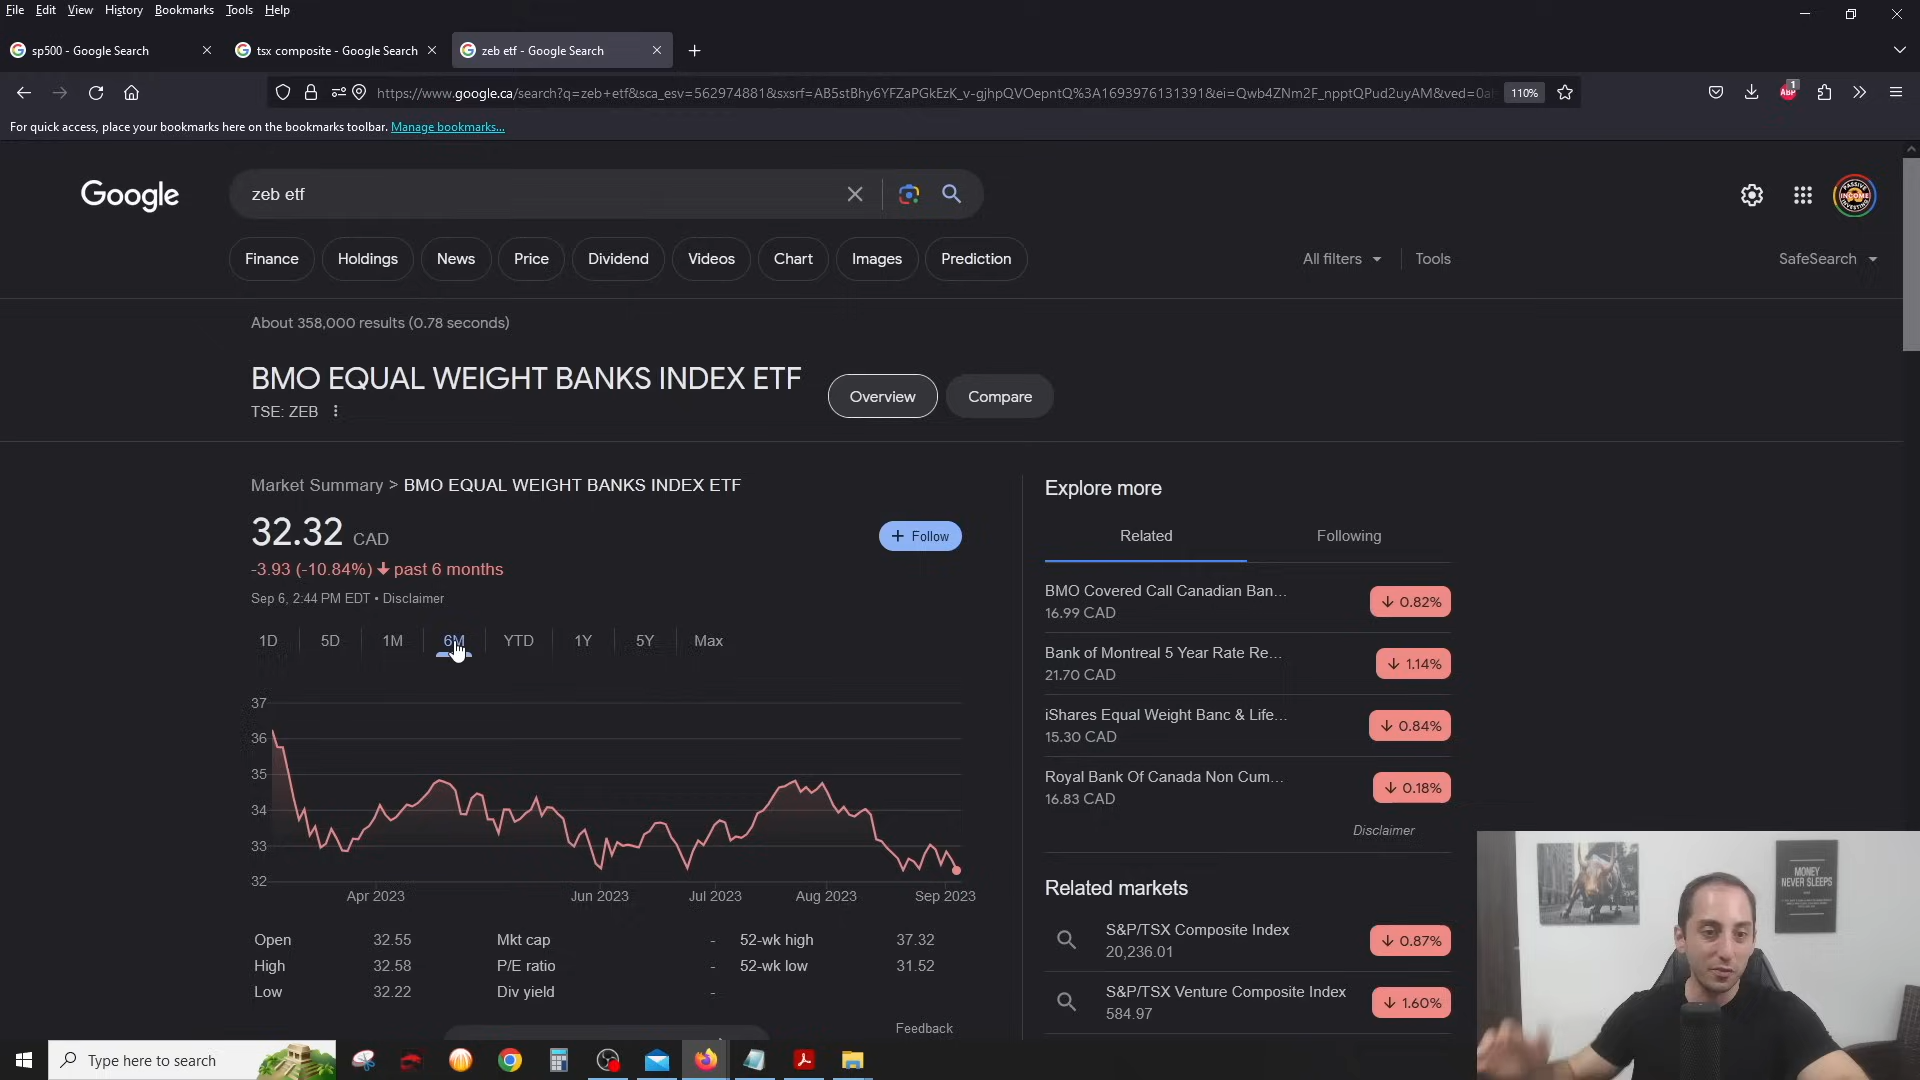 File Edit View History Bookmarks Tools Help
sp500 - Google Search
tsx composite - Google Search
zeb etf - Google Search
https://www.google.ca/search?q=zeb+etf&sca_esv=562974881&sxsrf=AB5stBhy6YFZaPGkEzK_v-gjhpQVOepntQ%3A1693976131391&ei=Qwb4ZNm2F_npptQPud2uyAM&ved=0a
110%
1
ABP
For quick access, place your bookmarks here on the bookmarks toolbar. Manage bookmarks...
Google
zeb etf
PASSIVE INCOME INVESTING
Finance Holdings News Price Dividend Videos Chart Images Prediction
All filters Tools SafeSearch
About 358,000 results (0.78 seconds)
BMO EQUAL WEIGHT BANKS INDEX ETF
TSE: ZEB
Overview Compare
Market Summary > BMO EQUAL WEIGHT BANKS INDEX ETF
32.32 CAD
+ Follow
-3.93 (-10.84%) ↓ past 6 months
Sep 6, 2:44 PM EDT • Disclaimer
1D 5D 1M 6M YTD 1Y 5Y Max
37
36
35
34
33
32
Apr 2023 Jun 2023 Jul 2023 Aug 2023 Sep 2023
Open 32.55 Mkt cap - 52-wk high 37.32
High 32.58 P/E ratio - 52-wk low 31.52
Low 32.22 Div yield -
Feedback
Explore more
Related Following
BMO Covered Call Canadian Ban...
16.99 CAD
↓ 0.82%
Bank of Montreal 5 Year Rate Re...
21.70 CAD
↓ 1.14%
iShares Equal Weight Banc & Life...
15.30 CAD
↓ 0.84%
Royal Bank Of Canada Non Cum...
16.83 CAD
↓ 0.18%
Disclaimer
Related markets
S&P/TSX Composite Index
20,236.01
↓ 0.87%
S&P/TSX Venture Composite Index
584.97
↓ 1.60%
MONEY
NEVER SLEEPS
Type here to search